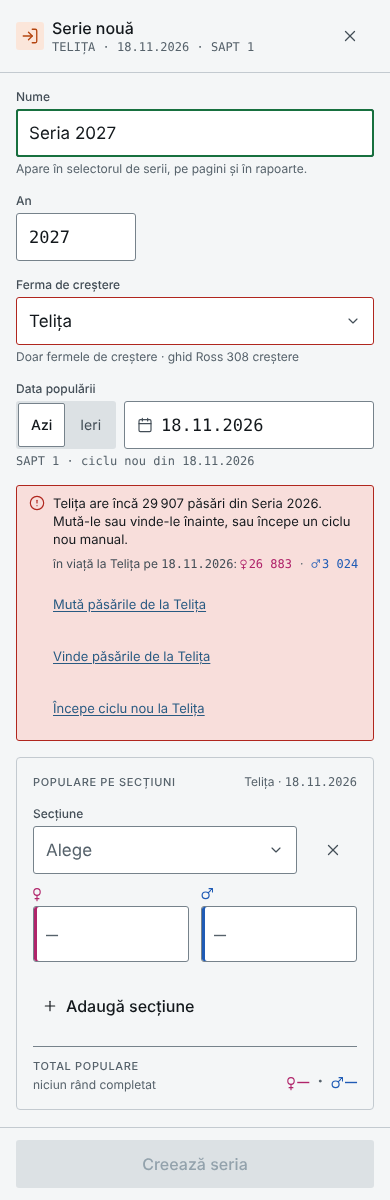 Serie nouă
TELIȚA · 18.11.2026 · SAPT 1
Nume
Seria 2027
Apare în selectorul de serii, pe pagini și în rapoarte.
An
2027
Ferma de creștere
Telița
Doar fermele de creștere · ghid Ross 308 creștere
Data populării
Azi
Ieri
18.11.2026
SAPT 1 · ciclu nou din 18.11.2026
Telița are încă 29 907 păsări din Seria 2026.
Mută-le sau vinde-le înainte, sau începe un ciclu
nou manual.
în viață la Telița pe 18.11.2026: ♀26 883 · ♂3 024
Mută păsările de la Telița
Vinde păsările de la Telița
Începe ciclu nou la Telița
POPULARE PE SECȚIUNI
Telița · 18.11.2026
Secțiune
Alege
♀ ♂
— —
+ Adaugă secțiune
TOTAL POPULARE
niciun rând completat
♀— · ♂—
Creează seria